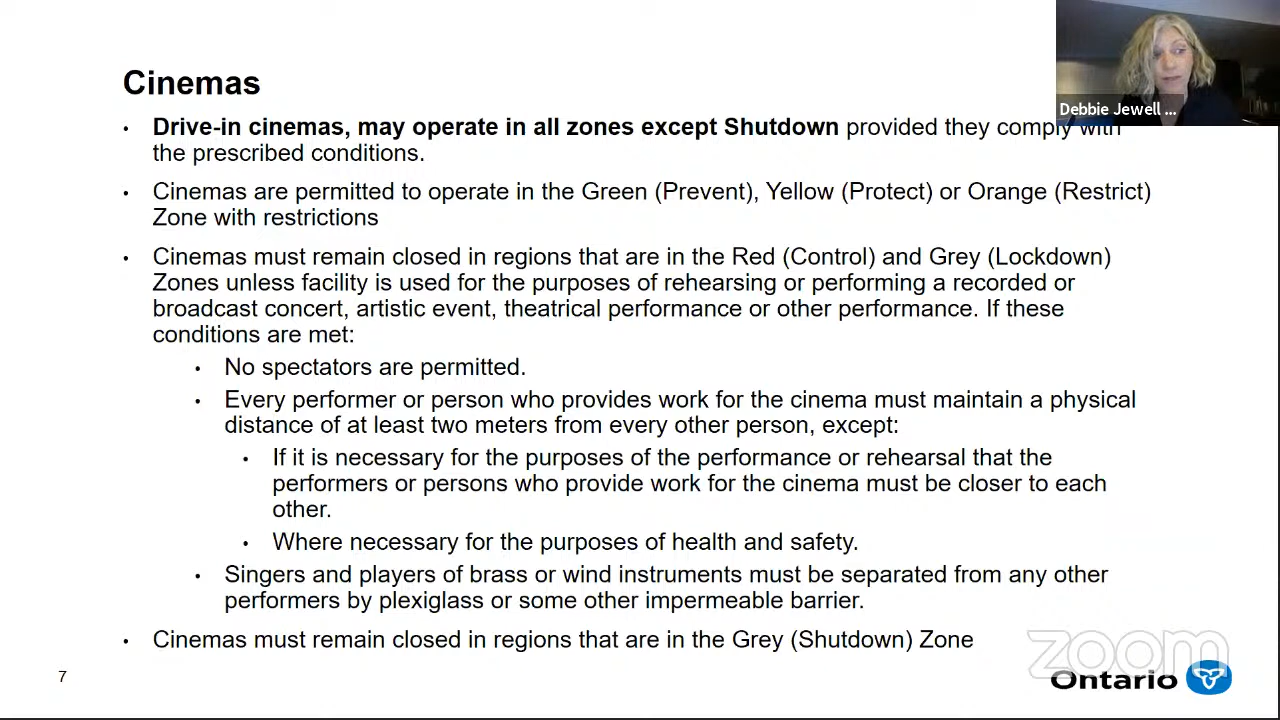 Cinemas
Debbie Jewell ...
• Drive-in cinemas, may operate in all zones except Shutdown provided they comply with
the prescribed conditions.
• Cinemas are permitted to operate in the Green (Prevent), Yellow (Protect) or Orange (Restrict)
Zone with restrictions
• Cinemas must remain closed in regions that are in the Red (Control) and Grey (Lockdown)
Zones unless facility is used for the purposes of rehearsing or performing a recorded or
broadcast concert, artistic event, theatrical performance or other performance. If these
conditions are met:
• No spectators are permitted.
• Every performer or person who provides work for the cinema must maintain a physical
distance of at least two meters from every other person, except:
• If it is necessary for the purposes of the performance or rehearsal that the
performers or persons who provide work for the cinema must be closer to each
other.
• Where necessary for the purposes of health and safety.
• Singers and players of brass or wind instruments must be separated from any other
performers by plexiglass or some other impermeable barrier.
• Cinemas must remain closed in regions that are in the Grey (Shutdown) Zone
zoom
7
Ontario